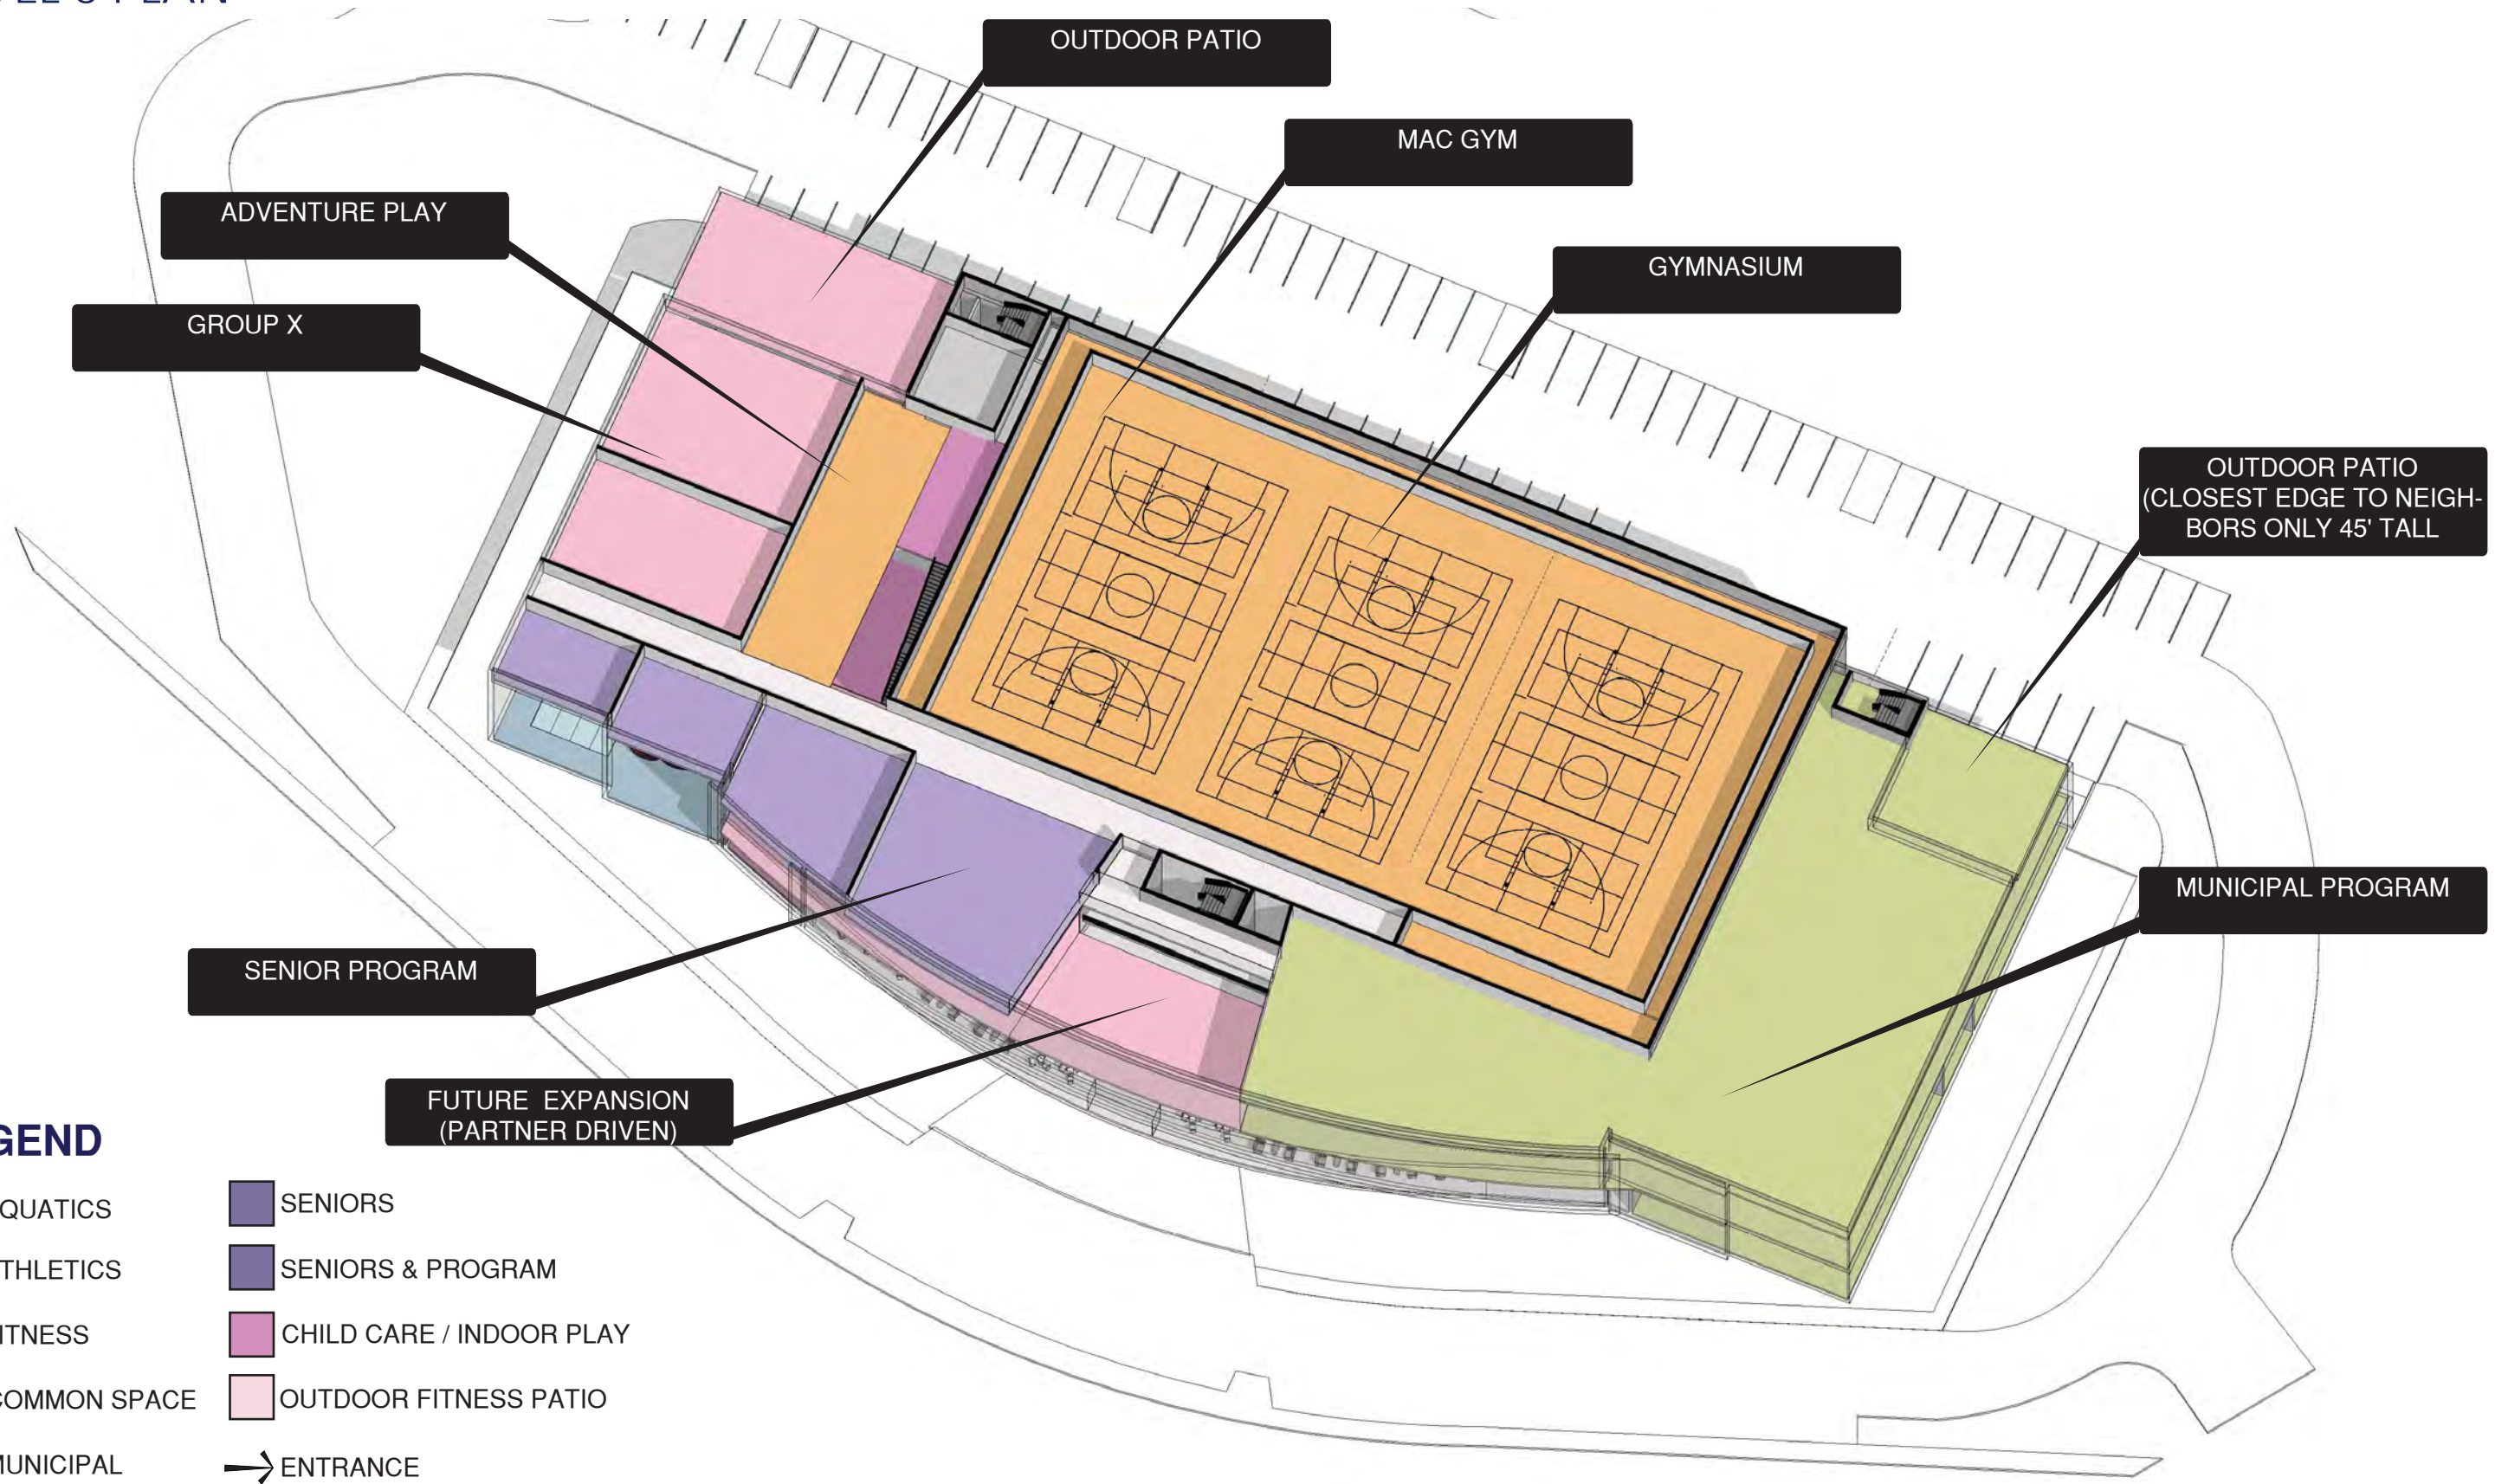 PLAN
OUTDOOR PATIO
MAC GYM
ADVENTURE PLAY
GYMNASIUM
GROUP X
OUTDOOR PATIO
(CLOSEST EDGE TO NEIGH-
BORS ONLY 45' TALL
MUNICIPAL PROGRAM
SENIOR PROGRAM
FUTURE EXPANSION
(PARTNER DRIVEN)
GEND
QUATICS
THLETICS
ITNESS
COMMON SPACE
MUNICIPAL
SENIORS
SENIORS & PROGRAM
CHILD CARE / INDOOR PLAY
OUTDOOR FITNESS PATIO
ENTRANCE